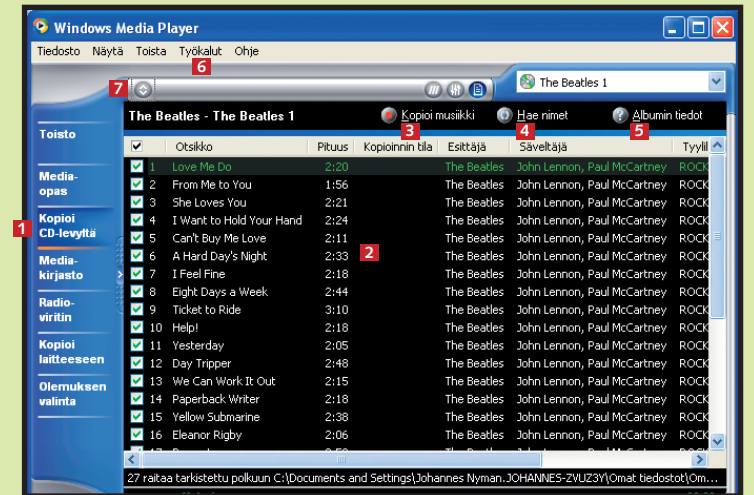 Windows Media Player
Tiedosto Näytä Toista Työkalut Ohje
6
7
The Beatles 1
The Beatles - The Beatles 1 Kopioi musiikki Hae nimet Albumin tiedot
3 4 5
Toisto
Media-
opas
1 Kopioi
CD-levyltä
Media-
kirjasto
Radio-
viritin
Kopioi
laitteeseen
Olemuksen
valinta
Otsikko Pituus Kopioinnin tila Esittäjä Säveltäjä Tyylil
1 Love Me Do 2:20 The Beatles John Lennon, Paul McCartney ROCK
2 From Me to You 1:56 The Beatles John Lennon, Paul McCartney ROCK
3 She Loves You 2:21 The Beatles John Lennon, Paul McCartney ROCK
4 I Want to Hold Your Hand 2:24 The Beatles John Lennon, Paul McCartney ROCK
5 Can't Buy Me Love 2:11 The Beatles John Lennon, Paul McCartney ROCK
6 A Hard Day's Night 2:33 2 The Beatles John Lennon, Paul McCartney ROCK
7 I Feel Fine 2:18 The Beatles John Lennon, Paul McCartney ROCK
8 Eight Days a Week 2:44 The Beatles John Lennon, Paul McCartney ROCK
9 Ticket to Ride 3:10 The Beatles John Lennon, Paul McCartney ROCK
10 Help! 2:18 The Beatles John Lennon, Paul McCartney ROCK
11 Yesterday 2:05 The Beatles John Lennon, Paul McCartney ROCK
12 Day Tripper 2:48 The Beatles John Lennon, Paul McCartney ROCK
13 We Can Work It Out 2:15 The Beatles John Lennon, Paul McCartney ROCK
14 Paperback Writer 2:18 The Beatles John Lennon, Paul McCartney ROCK
15 Yellow Submarine 2:38 The Beatles John Lennon, Paul McCartney ROCK
16 Eleanor Rigby 2:06 The Beatles John Lennon, Paul McCartney ROCK
27 raitaa tarkistettu polkuun C:\Documents and Settings\Johannes Nyman.JOHANNES-ZVUZ3Y\Omat tiedostot\Om...